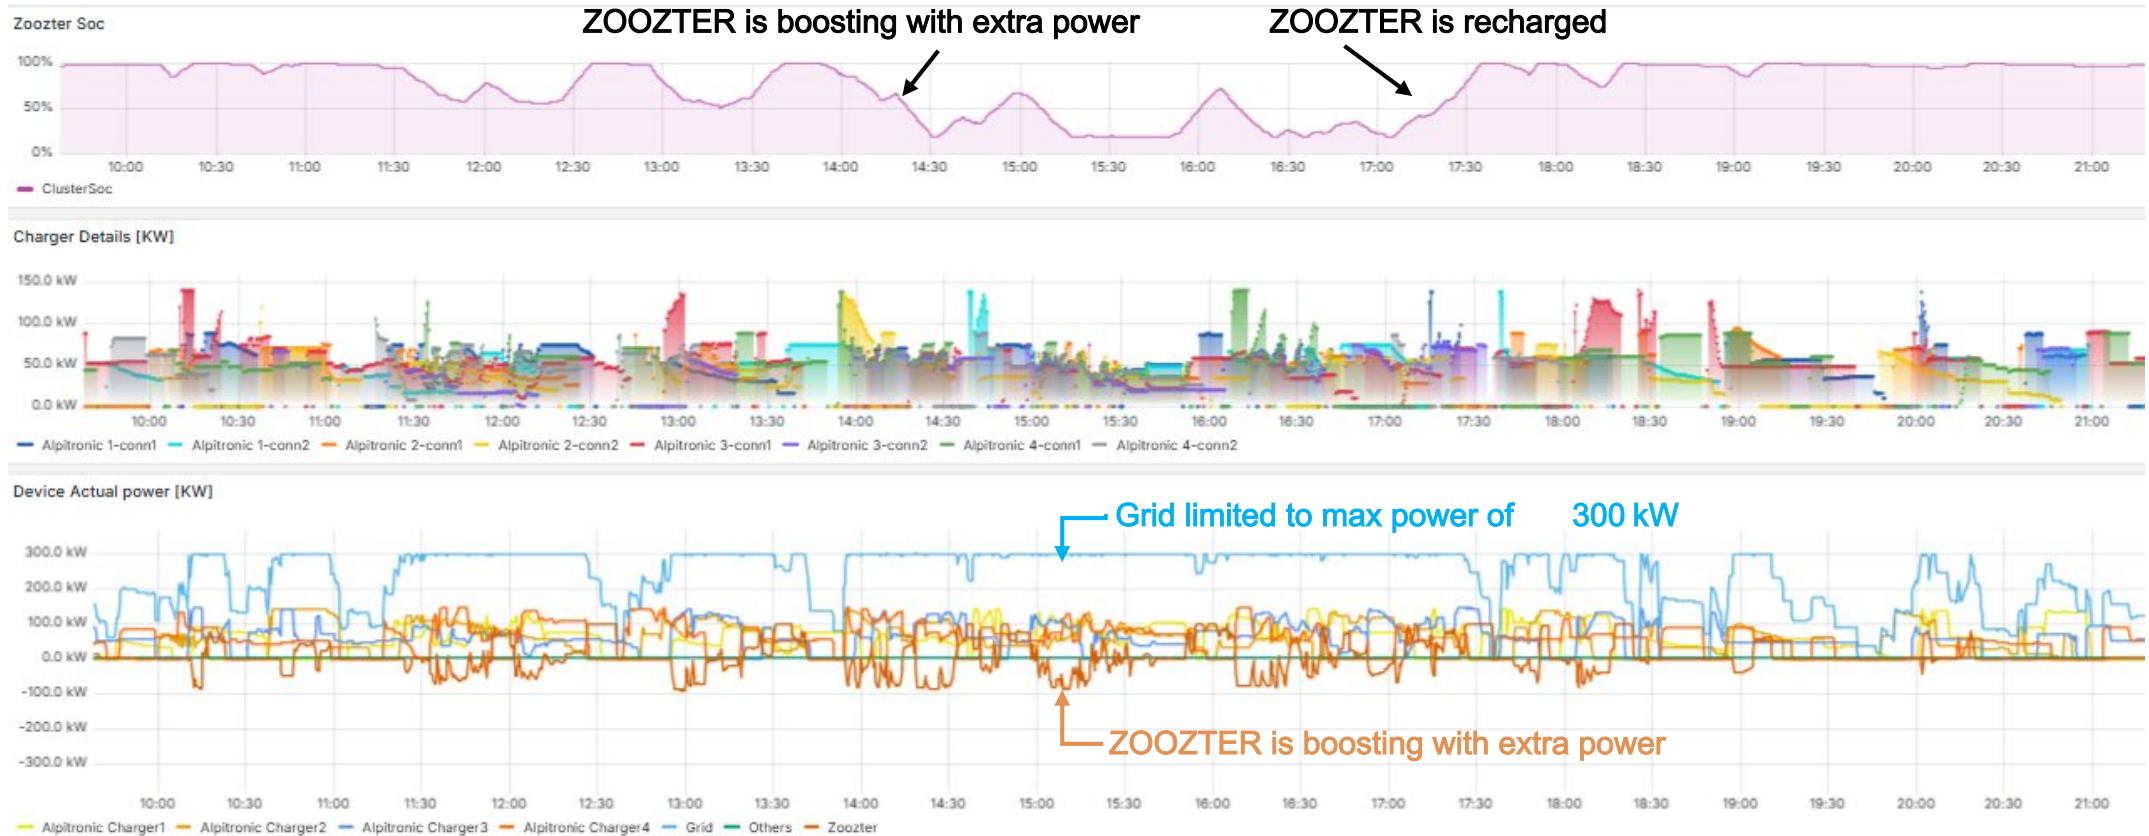 ZOOZTER is boosting with extra power ZOOZTER is recharged
Zoozter Soc
100%
50%
0%
10:00 10:30 11:00 11:30 12:00 12:30 13:00 13:30 14:00 14:30 15:00 15:30 16:00 16:30 17:00 17:30 18:00 18:30 19:00 19:30 20:00 20:30 21:00
ClusterSoc
Charger Details [KW]
150.0 kW
100.0 kW
50.0 kW
0.0 kW
10:00 10:30 11:00 11:30 12:00 12:30 13:00 13:30 14:00 14:30 15:00 15:30 16:00 16:30 17:00 17:30 18:00 18:30 19:00 19:30 20:00 20:30 21:00
Alpitronic 1-conn1 Alpitronic 1-conn2 Alpitronic 2-conn1 Alpitronic 2-conn2 Alpitronic 3-conn1 Alpitronic 3-conn2 Alpitronic 4-conn1 Alpitronic 4-conn2
Device Actual power [KW]
Grid limited to max power of 300 kW
300.0 kW
200.0 kW
100.0 kW
0.0 kW
-100.0 kW
-200.0 kW
ZOOZTER is boosting with extra power
-300.0 kW
10:00 10:30 11:00 11:30 12:00 12:30 13:00 13:30 14:00 14:30 15:00 15:30 16:00 16:30 17:00 17:30 18:00 18:30 19:00 19:30 20:00 20:30 21:00
Alpitronic Charger1 Alpitronic Charger2 Alpitronic Charger3 Alpitronic Charger4 Grid Others Zoozter